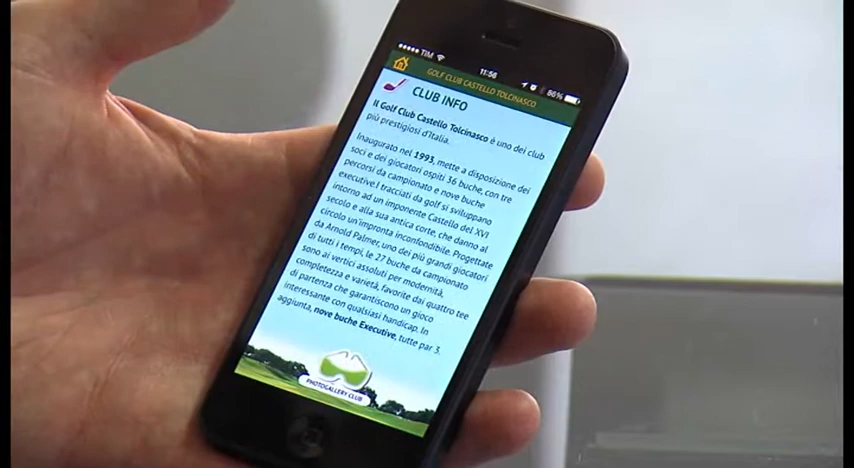 TIM 11:56 86%
GOLF CLUB CASTELLO TOLCINASCO
CLUB INFO
Il Golf Club Castello Tolcinasco è uno dei club
più prestigiosi d'Italia.
Inaugurato nel 1993, mette a disposizione dei
soci e dei giocatori ospiti 36 buche, con tre
percorsi da campionato e nove buche
executive.I tracciati da golf si sviluppano
intorno ad un imponente Castello del XVI
secolo e alla sua antica corte, che danno al
circolo un'impronta inconfondibile. Progettate
da Arnold Palmer, uno dei più grandi giocatori
di tutti i tempi, le 27 buche da campionato
sono ai vertici assoluti per modernità,
completezza e varietà, favorite dai quattro tee
di partenza che garantiscono un gioco
interessante con qualsiasi handicap. In
aggiunta, nove buche Executive, tutte par 3.
PHOTOGALLERY CLUB